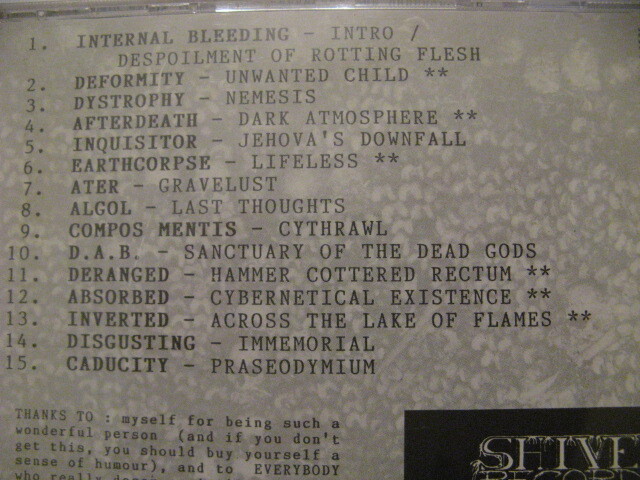 1. INTERNAL BLEEDING - INTRO /
DESPOILMENT OF ROTTING FLESH
2. DEFORMITY - UNWANTED CHILD **
3. DYSTROPHY - NEMESIS
4. AFTERDEATH - DARK ATMOSPHERE **
5. INQUISITOR - JEHOVA'S DOWNFALL
6. EARTHCORPSE - LIFELESS **
7. ATER - GRAVELUST
8. ALGOL - LAST THOUGHTS
9. COMPOS MENTIS - CYTHRAWL
10. D.A.B. - SANCTUARY OF THE DEAD GODS
11. DERANGED - HAMMER COTTERED RECTUM **
12. ABSORBED - CYBERNETICAL EXISTENCE **
13. INVERTED - ACROSS THE LAKE OF FLAMES **
14. DISGUSTING - IMMEMORIAL
15. CADUCITY - PRASEODYMIUM
THANKS TO : myself for being such a
wonderful person (and if you don't
get this, you should buy yourself a
sense of humour), and to EVERYBODY
who really
SHIVE
RECORD